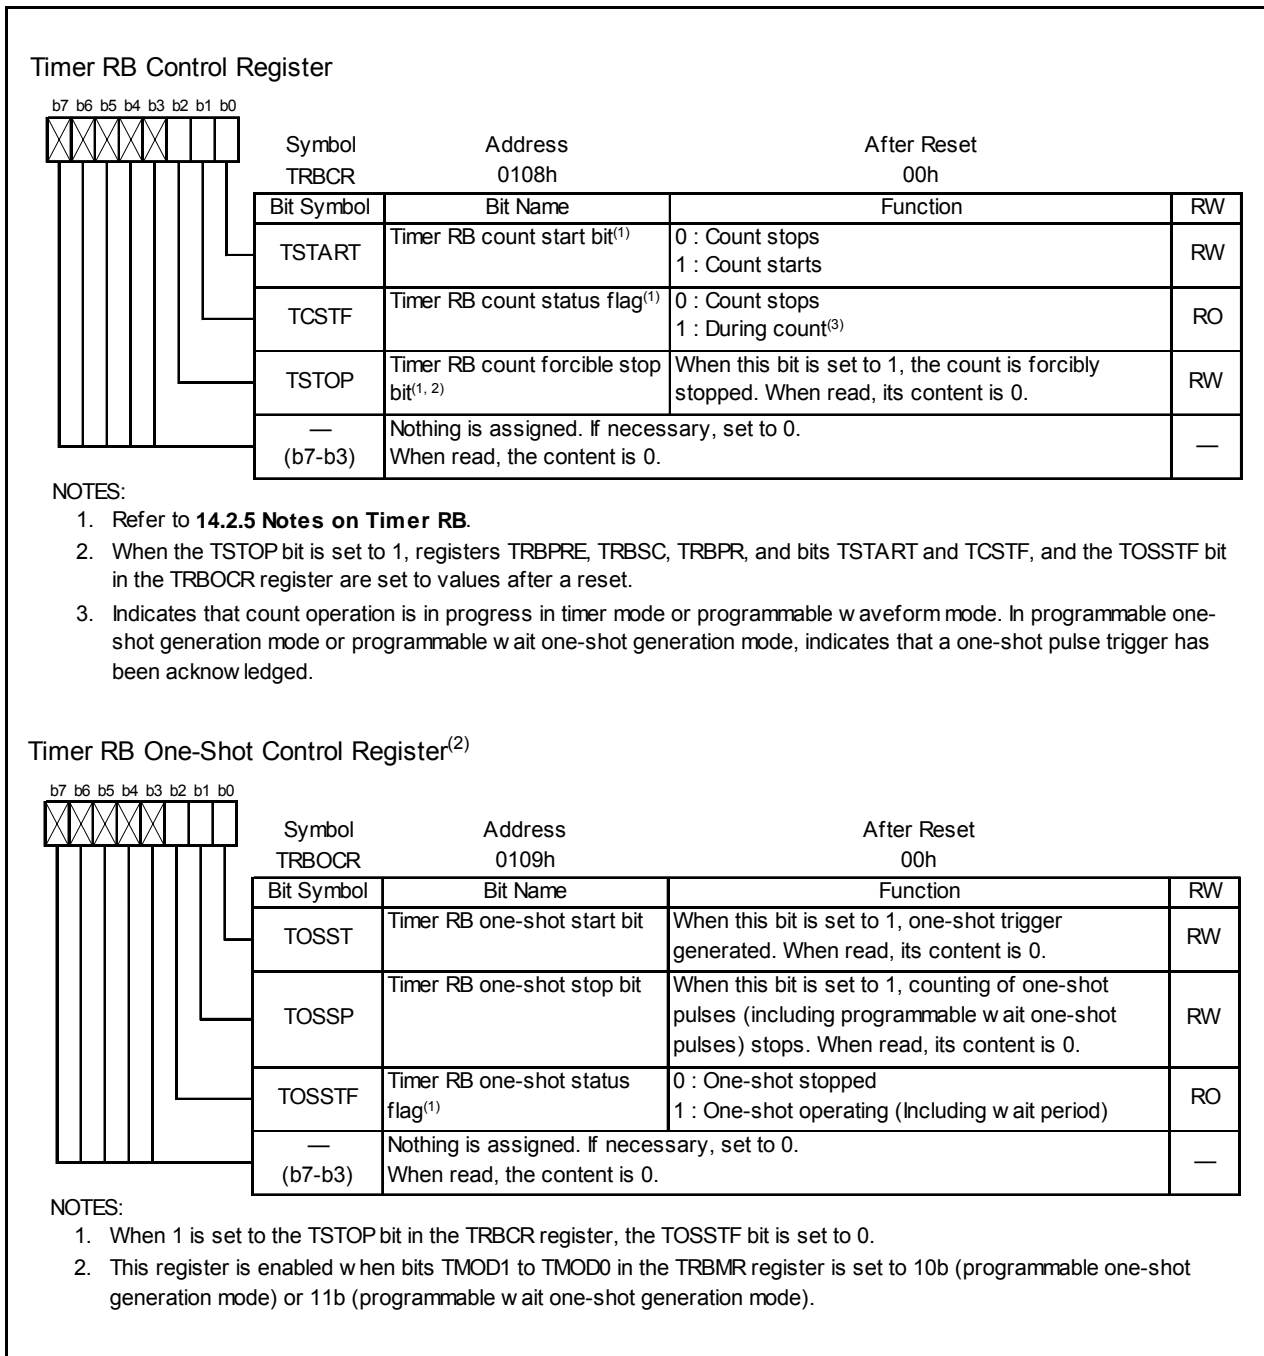 Timer RB Control Register
b7 b6 b5 b4 b3 b2 b1 b0
Symbol Address After Reset
TRBCR 0108h 00h
Bit Symbol Bit Name Function RW
TSTART Timer RB count start bit(1) 0 : Count stops RW
1 : Count starts
TCSTF Timer RB count status flag(1) 0 : Count stops RO
1 : During count(3)
TSTOP Timer RB count forcible stop When this bit is set to 1, the count is forcibly RW
bit(1, 2) stopped. When read, its content is 0.
— Nothing is assigned. If necessary, set to 0. —
(b7-b3) When read, the content is 0.
NOTES:
1. Refer to 14.2.5 Notes on Timer RB.
2. When the TSTOP bit is set to 1, registers TRBPRE, TRBSC, TRBPR, and bits TSTART and TCSTF, and the TOSSTF bit
in the TRBOCR register are set to values after a reset.
3. Indicates that count operation is in progress in timer mode or programmable waveform mode. In programmable one-
shot generation mode or programmable wait one-shot generation mode, indicates that a one-shot pulse trigger has
been acknowledged.
Timer RB One-Shot Control Register(2)
b7 b6 b5 b4 b3 b2 b1 b0
Symbol Address After Reset
TRBOCR 0109h 00h
Bit Symbol Bit Name Function RW
TOSST Timer RB one-shot start bit When this bit is set to 1, one-shot trigger RW
generated. When read, its content is 0.
TOSSP Timer RB one-shot stop bit When this bit is set to 1, counting of one-shot RW
pulses (including programmable wait one-shot
pulses) stops. When read, its content is 0.
TOSSTF Timer RB one-shot status 0 : One-shot stopped RO
flag(1) 1 : One-shot operating (Including wait period)
— Nothing is assigned. If necessary, set to 0. —
(b7-b3) When read, the content is 0.
NOTES:
1. When 1 is set to the TSTOP bit in the TRBCR register, the TOSSTF bit is set to 0.
2. This register is enabled when bits TMOD1 to TMOD0 in the TRBMR register is set to 10b (programmable one-shot
generation mode) or 11b (programmable wait one-shot generation mode).